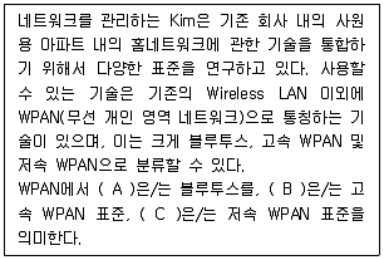 네트워크를 관리하는 Kim은 기존 회사 내의 사원
용 아파트 내의 홈네트워크에 관한 기술을 통합하
기 위해서 다양한 표준을 연구하고 있다. 사용할
수 있는 기술은 기존의 Wireless LAN 이외에
WPAN(무선 개인 영역 네트워크)으로 통칭하는 기
술이 있으며, 이는 크게 블루투스, 고속 WPAN 및
저속 WPAN으로 분류할 수 있다.
WPAN에서 ( A )은/는 블루투스를, ( B )은/는 고
속 WPAN 표준, ( C )은/는 저속 WPAN 표준을
의미한다.